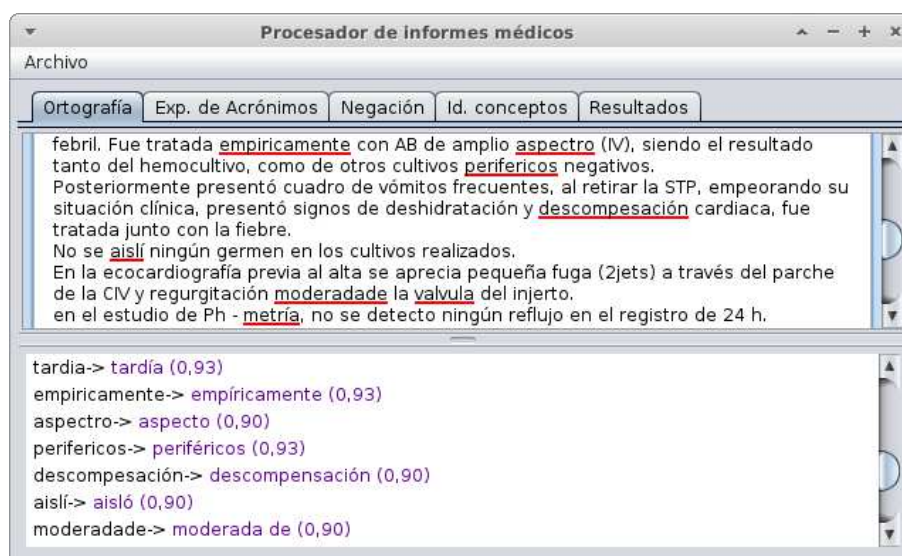 Procesador de informes médicos
Archivo
Ortografía Exp. de Acrónimos Negación Id. conceptos Resultados
febril. Fue tratada empiricamente con AB de amplio aspectro (IV), siendo el resultado
tanto del hemocultivo, como de otros cultivos perifericos negativos.
Posteriormente presentó cuadro de vómitos frecuentes, al retirar la STP, empeorando su
situación clínica, presentó signos de deshidratación y descompesación cardiaca, fue
tratada junto con la fiebre.
No se aislí ningún germen en los cultivos realizados.
En la ecocardiografía previa al alta se aprecia pequeña fuga (2jets) a través del parche
de la CIV y regurgitación moderadade la valvula del injerto.
en el estudio de Ph - metría, no se detecto ningún reflujo en el registro de 24 h.
tardia-> tardía (0,93)
empiricamente-> empíricamente (0,93)
aspectro-> aspecto (0,90)
perifericos-> periféricos (0,93)
descompesación-> descompensación (0,90)
aislí-> aisló (0,90)
moderadade-> moderada de (0,90)